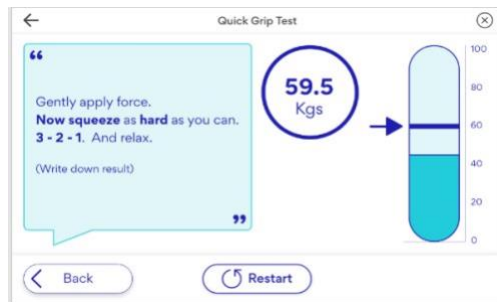 Quick Grip Test
“
Gently apply force.
Now squeeze as hard as you can.
3 - 2 - 1. And relax.
(Write down result)
”
59.5
Kgs
100
80
60
40
20
0
Back
Restart